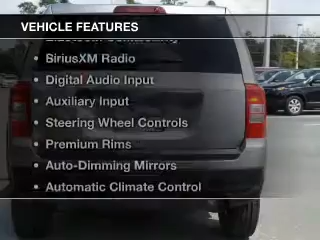 VEHICLE FEATURES
• SiriusXM Radio
• Digital Audio Input
• Auxiliary Input
• Steering Wheel Controls
• Premium Rims
• Auto-Dimming Mirrors
• Automatic Climate Control